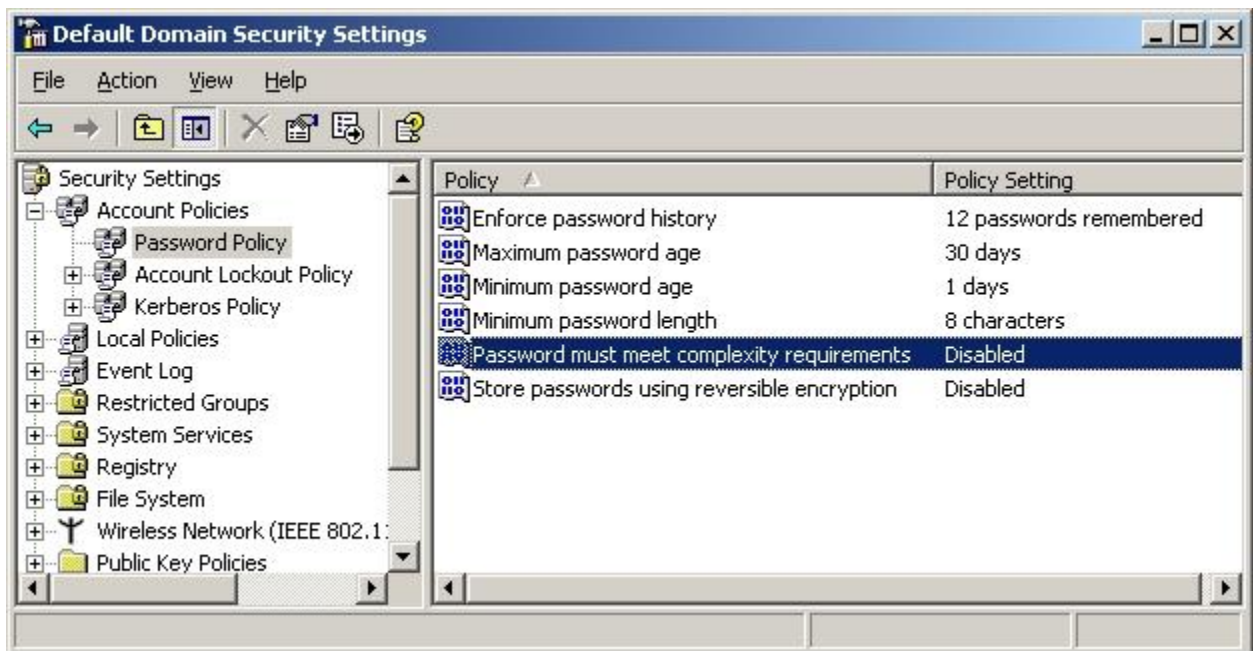 Default Domain Security Settings
File Action View Help
Security Settings
Account Policies
Password Policy
Account Lockout Policy
Kerberos Policy
Local Policies
Event Log
Restricted Groups
System Services
Registry
File System
Wireless Network (IEEE 802.1
Public Key Policies
Policy Policy Setting
Enforce password history 12 passwords remembered
Maximum password age 30 days
Minimum password age 1 days
Minimum password length 8 characters
Password must meet complexity requirements Disabled
Store passwords using reversible encryption Disabled